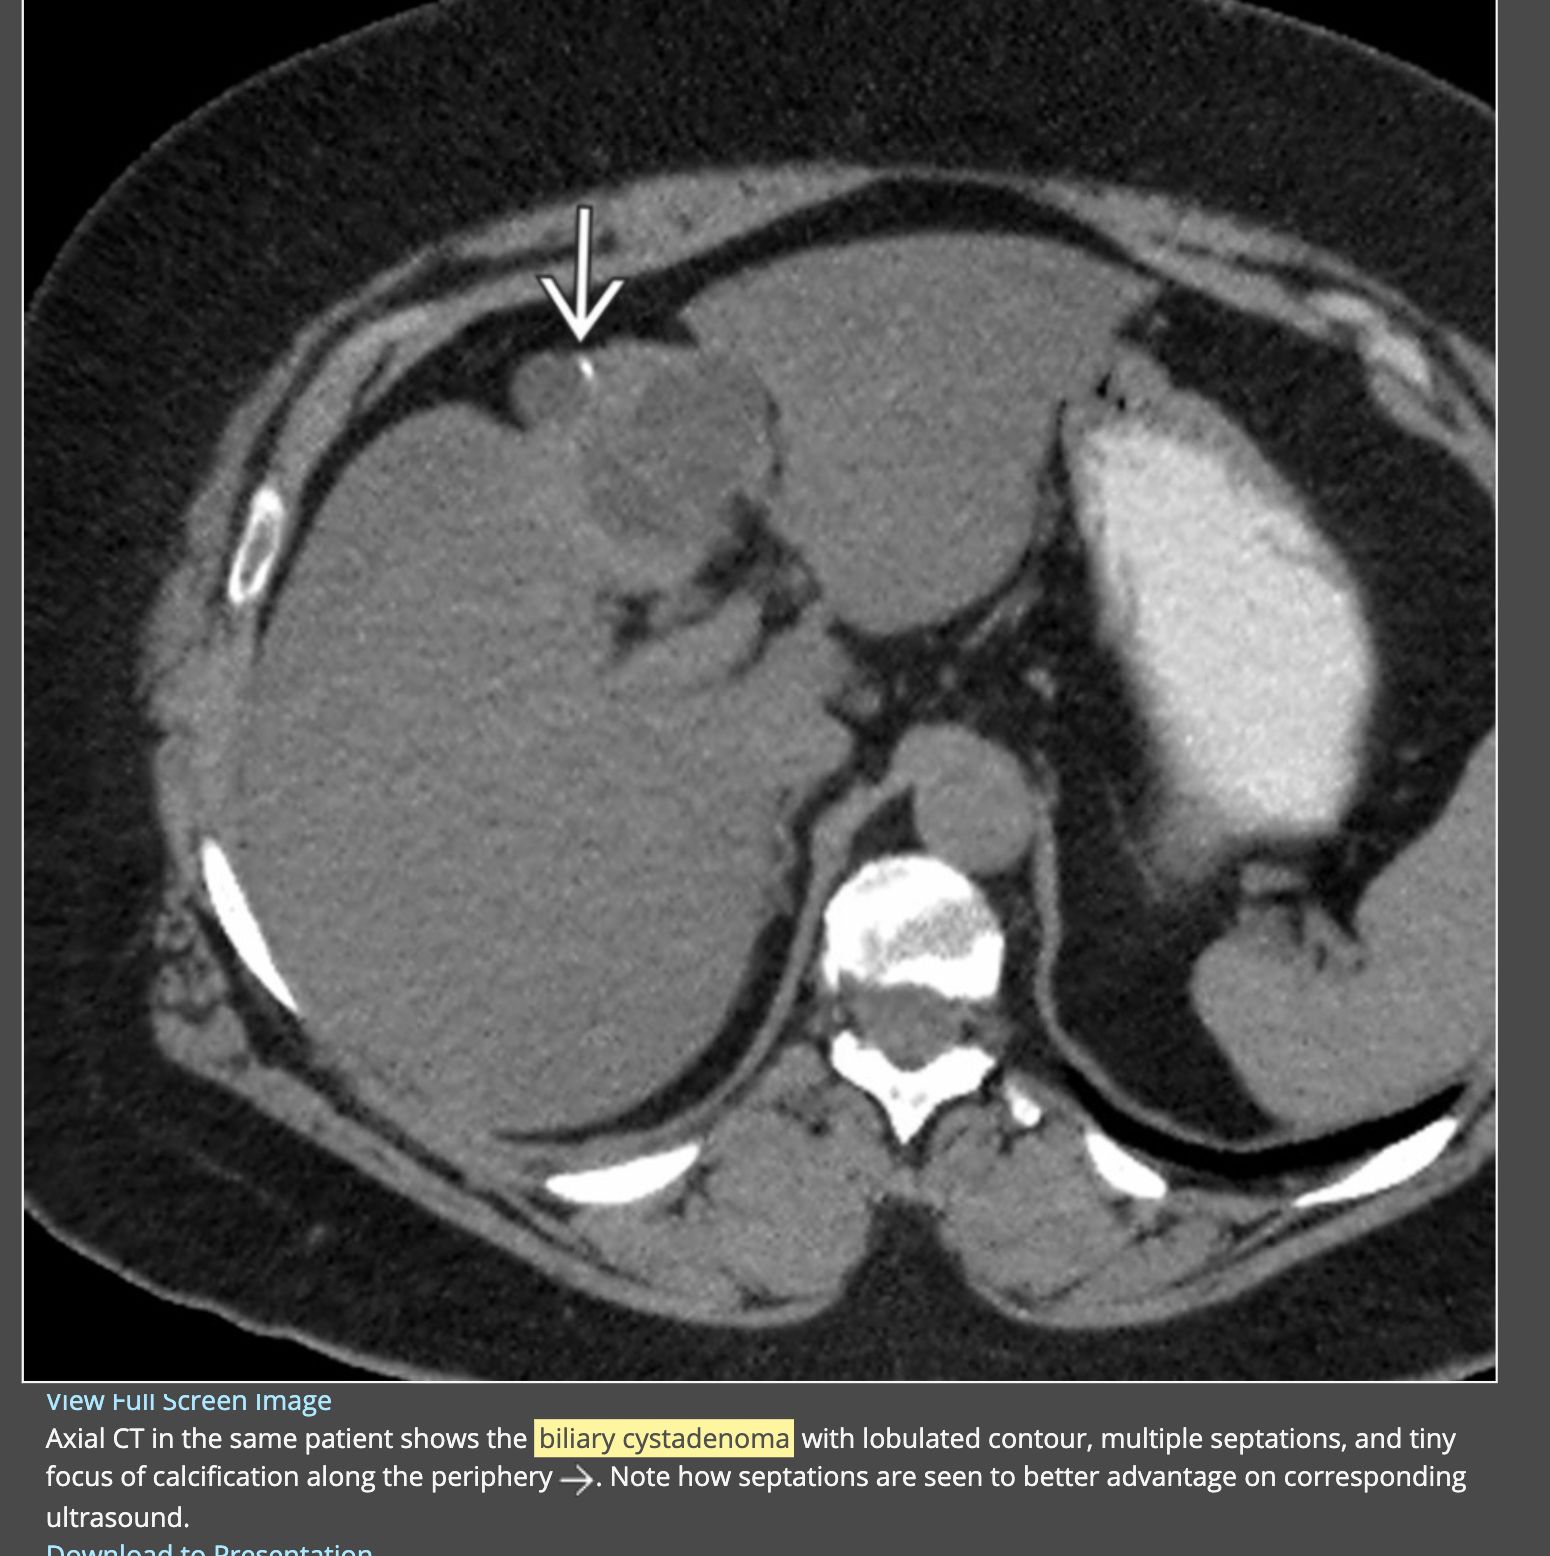 View Full Screen Image
Axial CT in the same patient shows the biliary cystadenoma with lobulated contour, multiple septations, and tiny
focus of calcification along the periphery →. Note how septations are seen to better advantage on corresponding
ultrasound.
Download to Presentation